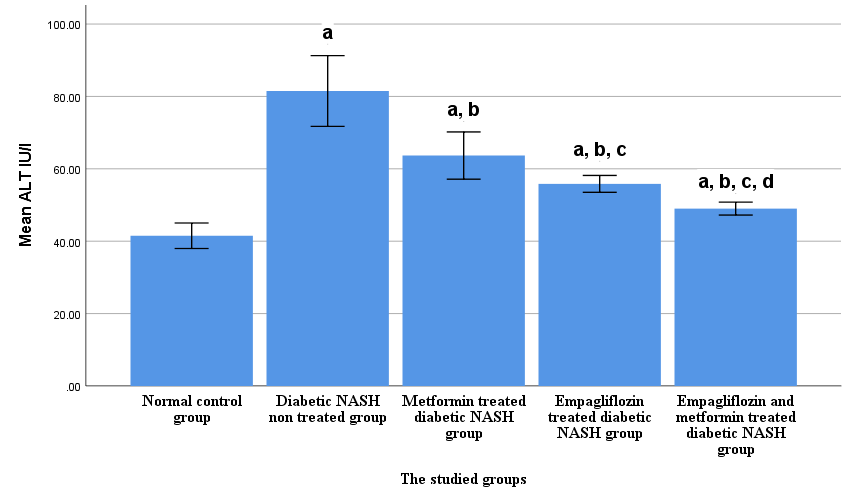 100.00
80.00
60.00
40.00
20.00
.00
Mean ALT IU/l
a
a, b
a, b, c
a, b, c, d
Normal control
group
Diabetic NASH
non treated group
Metformin treated
diabetic NASH
group
Empagliflozin
treated diabetic
NASH group
Empagliflozin and
metformin treated
diabetic NASH
group
The studied groups